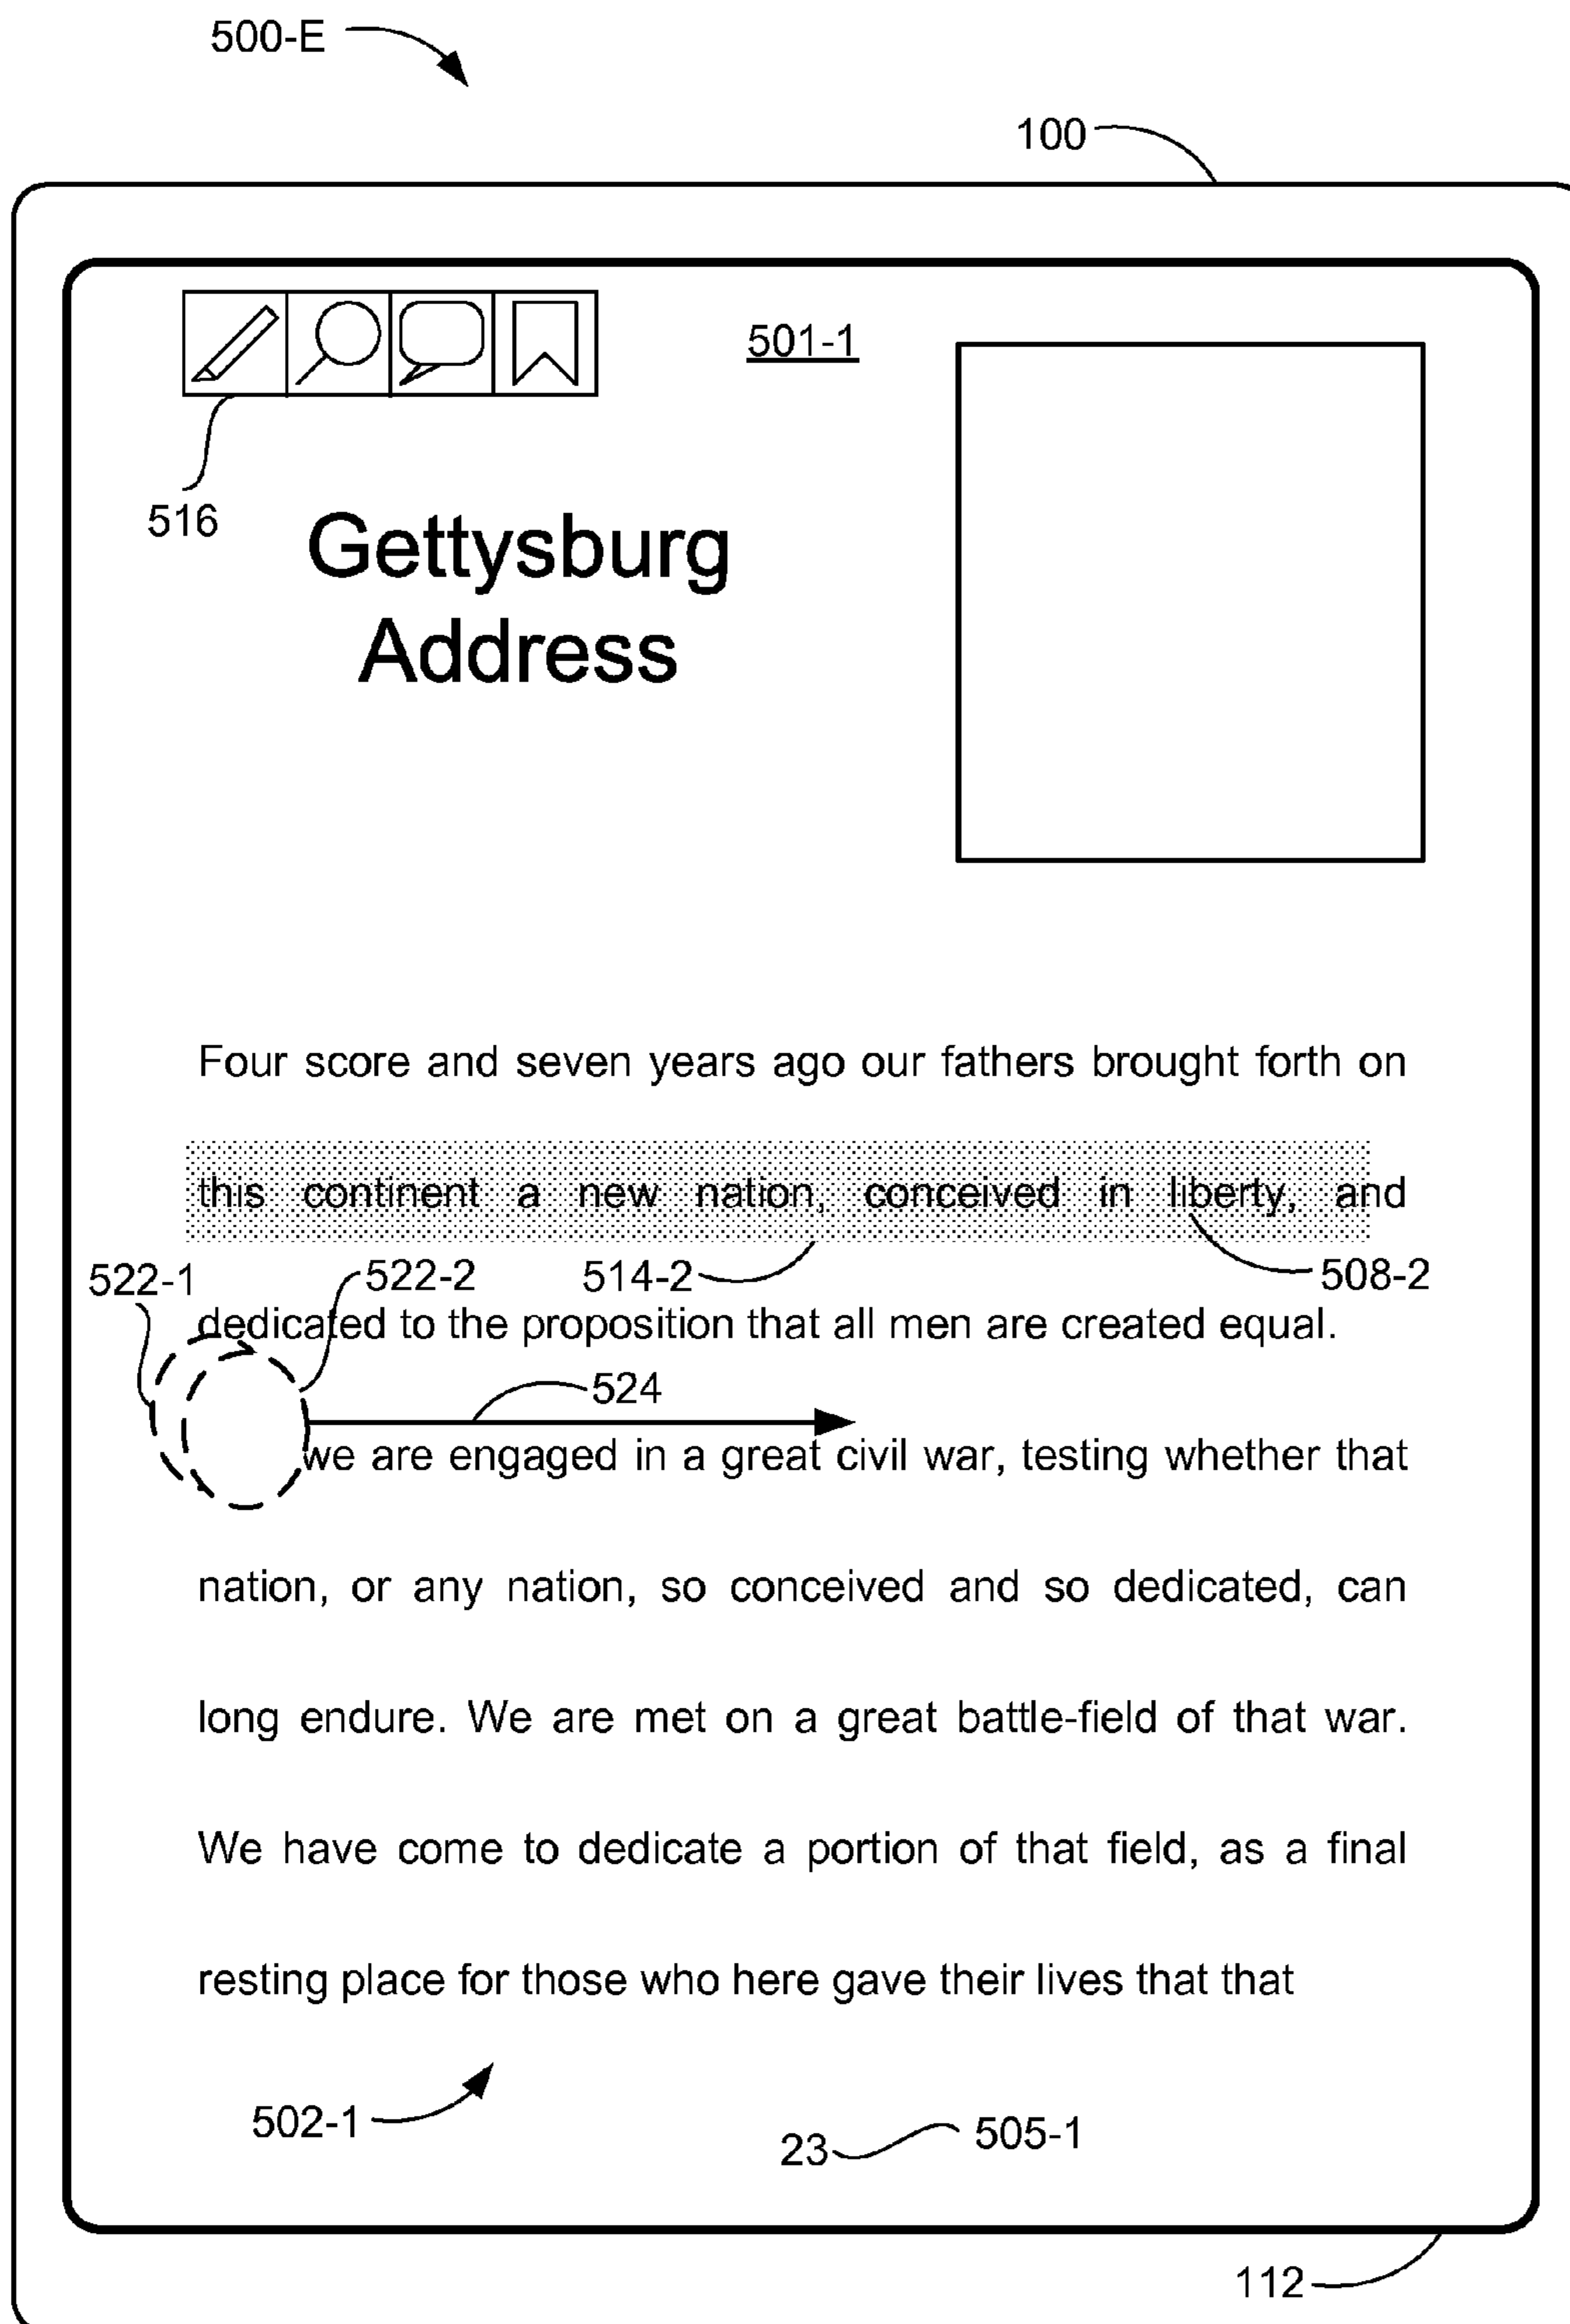 500-E
100
501-1
516
Gettysburg
Address
Four score and seven years ago our fathers brought forth on
this continent a new nation, conceived in liberty, and
522-1
522-2
514-2
508-2
dedicated to the proposition that all men are created equal.
524
we are engaged in a great civil war, testing whether that
nation, or any nation, so conceived and so dedicated, can
long endure. We are met on a great battle-field of that war.
We have come to dedicate a portion of that field, as a final
resting place for those who here gave their lives that that
502-1
23
505-1
112